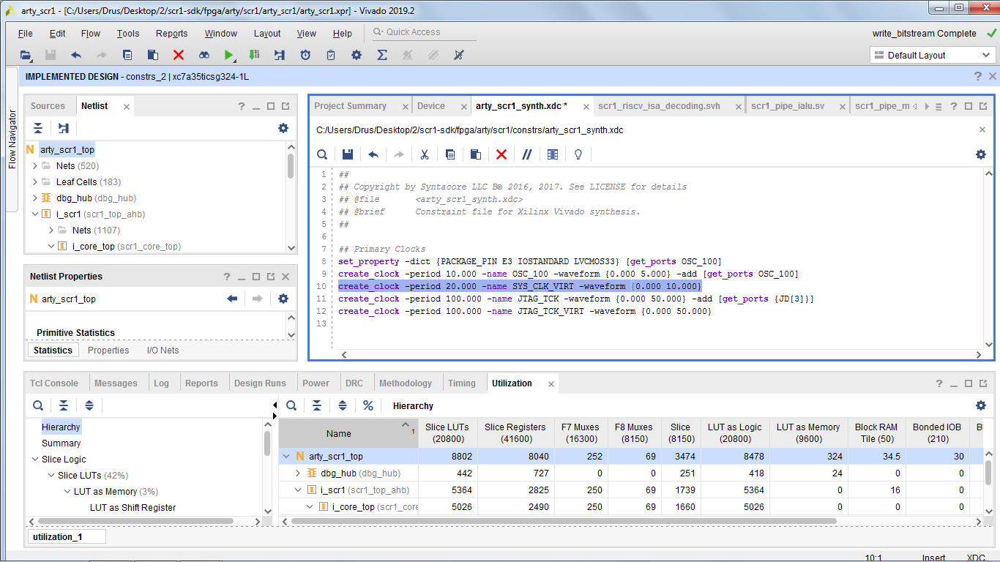 arty_scr1 - [C:/Users/Drus/Desktop/2/scr1-sdk/fpga/arty/scr1/arty_scr1/arty_scr1.xpr] - Vivado 2019.2
File Edit Flow Tools Reports Window Layout View Help Quick Access write_bitstream Complete
Default Layout
IMPLEMENTED DESIGN - constrs_2 | xc7a35ticsg324-1L
Flow Navigator
Sources Netlist
arty_scr1_top
Nets (520)
Leaf Cells (183)
dbg_hub (dbg_hub)
i_scr1 (scr1_top_ahb)
Nets (1107)
i_core_top (scr1_core_top)
Netlist Properties
arty_scr1_top
Primitive Statistics
Statistics Properties I/O Nets
Project Summary Device arty_scr1_synth.xdc * scr1_riscv_isa_decoding.svh scr1_pipe_ialu.sv scr1_pipe_m
C:/Users/Drus/Desktop/2/scr1-sdk/fpga/arty/scr1/constrs/arty_scr1_synth.xdc
1 ##
2 ## Copyright by Syntacore LLC В© 2016, 2017. See LICENSE for details
3 ## @file <arty_scr1_synth.xdc>
4 ## @brief Constraint file for Xilinx Vivado synthesis.
5 ##
6
7 ## Primary Clocks
8 set_property -dict {PACKAGE_PIN E3 IOSTANDARD LVCMOS33} [get_ports OSC_100]
9 create_clock -period 10.000 -name OSC_100 -waveform {0.000 5.000} -add [get_ports OSC_100]
10 create_clock -period 20.000 -name SYS_CLK_VIRT -waveform {0.000 10.000}
11 create_clock -period 100.000 -name JTAG_TCK -waveform {0.000 50.000} -add [get_ports {JD[3]}]
12 create_clock -period 100.000 -name JTAG_TCK_VIRT -waveform {0.000 50.000}
13
Tcl Console Messages Log Reports Design Runs Power DRC Methodology Timing Utilization
Hierarchy
Summary
Slice Logic
Slice LUTs (42%)
LUT as Memory (3%)
LUT as Shift Register
utilization_1
Hierarchy
Name 1 Slice LUTs (20800) Slice Registers (41600) F7 Muxes (16300) F8 Muxes (8150) Slice (8150) LUT as Logic (20800) LUT as Memory (9600) Block RAM Tile (50) Bonded IOB (210)
arty_scr1_top 8802 8040 252 69 3474 8478 324 34.5 30
dbg_hub (dbg_hub) 442 727 0 0 251 418 24 0 0
i_scr1 (scr1_top_ahb) 5364 2825 250 69 1739 5364 0 16 0
i_core_top (scr1_core 5026 2490 250 69 1660 5026 0 0 0
10:1 Insert XDC